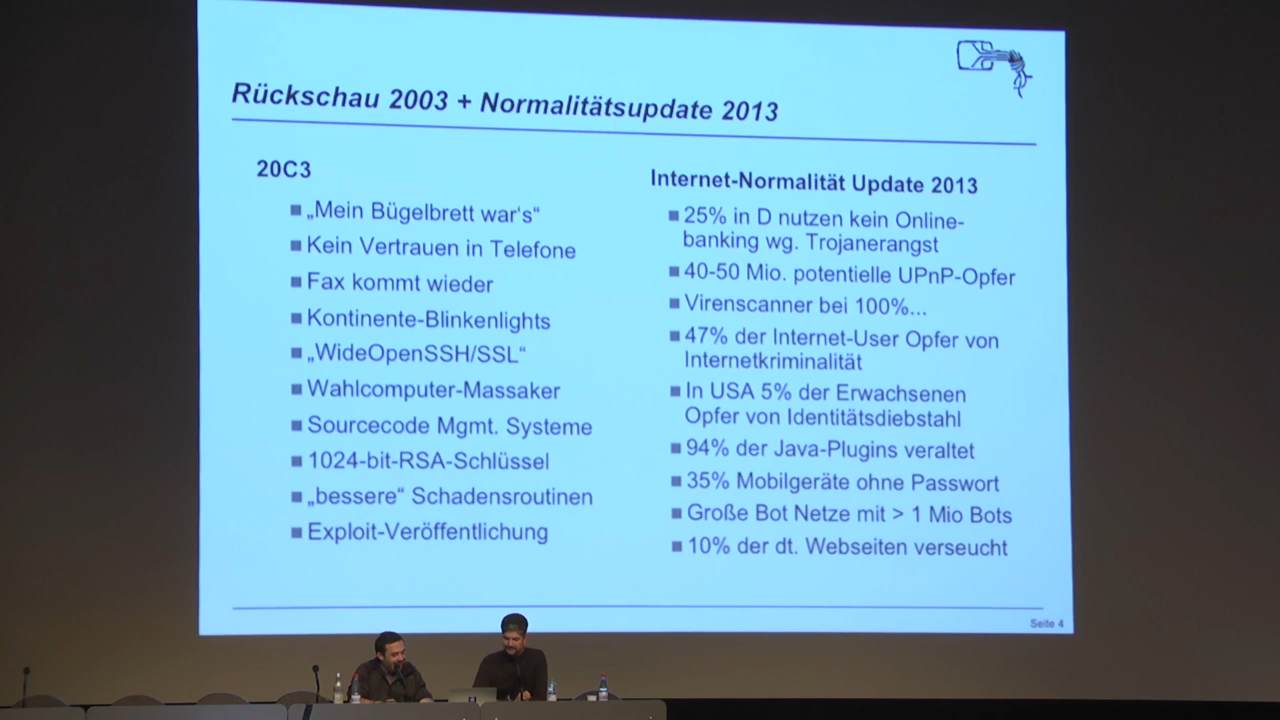 Rückschau 2003 + Normalitätsupdate 2013
20C3
„Mein Bügelbrett war's“
Kein Vertrauen in Telefone
Fax kommt wieder
Kontinente-Blinkenlights
„WideOpenSSH/SSL“
Wahlcomputer-Massaker
Sourcecode Mgmt. Systeme
1024-bit-RSA-Schlüssel
„bessere“ Schadensroutinen
Exploit-Veröffentlichung
Internet-Normalität Update 2013
25% in D nutzen kein Online-
banking wg. Trojanerangst
40-50 Mio. potentielle UPnP-Opfer
Virenscanner bei 100%...
47% der Internet-User Opfer von
Internetkriminalität
In USA 5% der Erwachsenen
Opfer von Identitätsdiebstahl
94% der Java-Plugins veraltet
35% Mobilgeräte ohne Passwort
Große Bot Netze mit > 1 Mio Bots
10% der dt. Webseiten verseucht
Seite 4